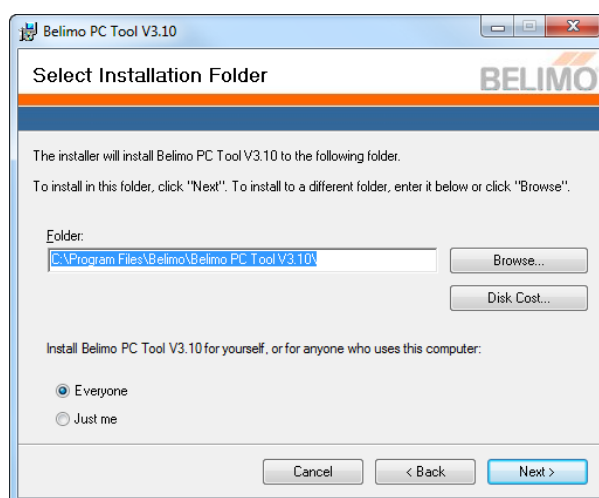 Belimo PC Tool V3.10
Select Installation Folder
BELIMO
The installer will install Belimo PC Tool V3.10 to the following folder.
To install in this folder, click "Next". To install to a different folder, enter it below or click "Browse".
Folder:
C:\Program Files\Belimo\Belimo PC Tool V3.10\
Browse...
Disk Cost...
Install Belimo PC Tool V3.10 for yourself, or for anyone who uses this computer:
Everyone
Just me
Cancel
< Back
Next >